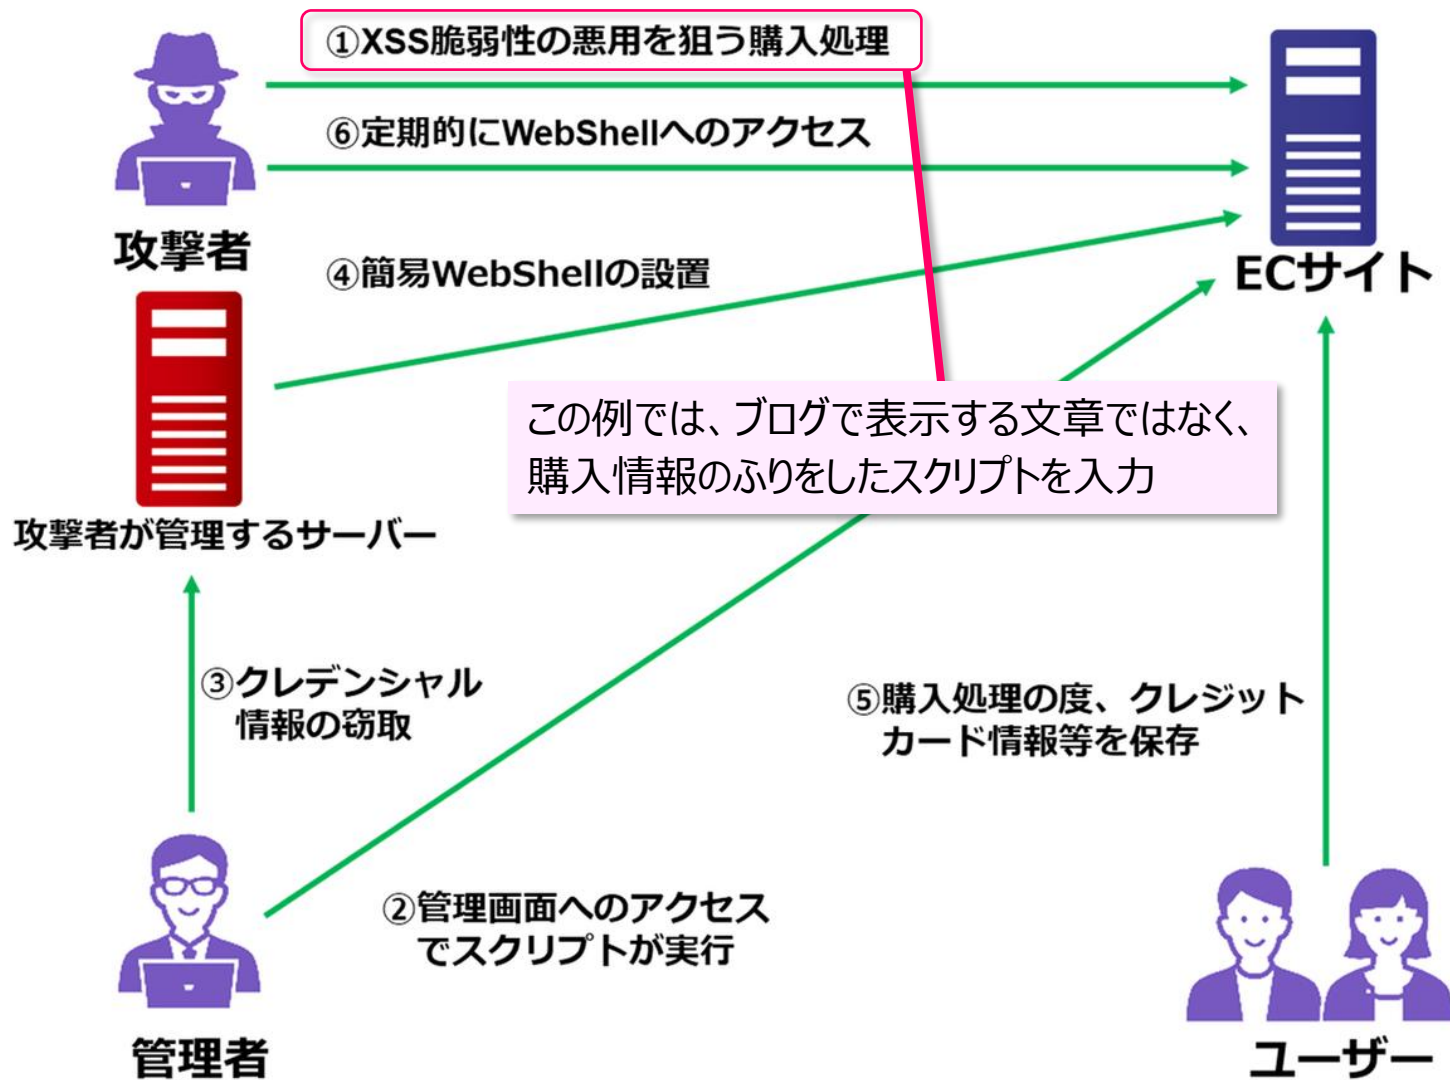 ①XSS脆弱性の悪用を狙う購入処理
⑥定期的にWebShellへのアクセス
攻撃者
④簡易WebShellの設置
ECサイト
この例では、ブログで表示する文章ではなく、
購入情報のふりをしたスクリプトを入力
攻撃者が管理するサーバー
③クレデンシャル
情報の窃取
⑤購入処理の度、クレジット
カード情報等を保存
②管理画面へのアクセス
でスクリプトが実行
管理者
ユーザー